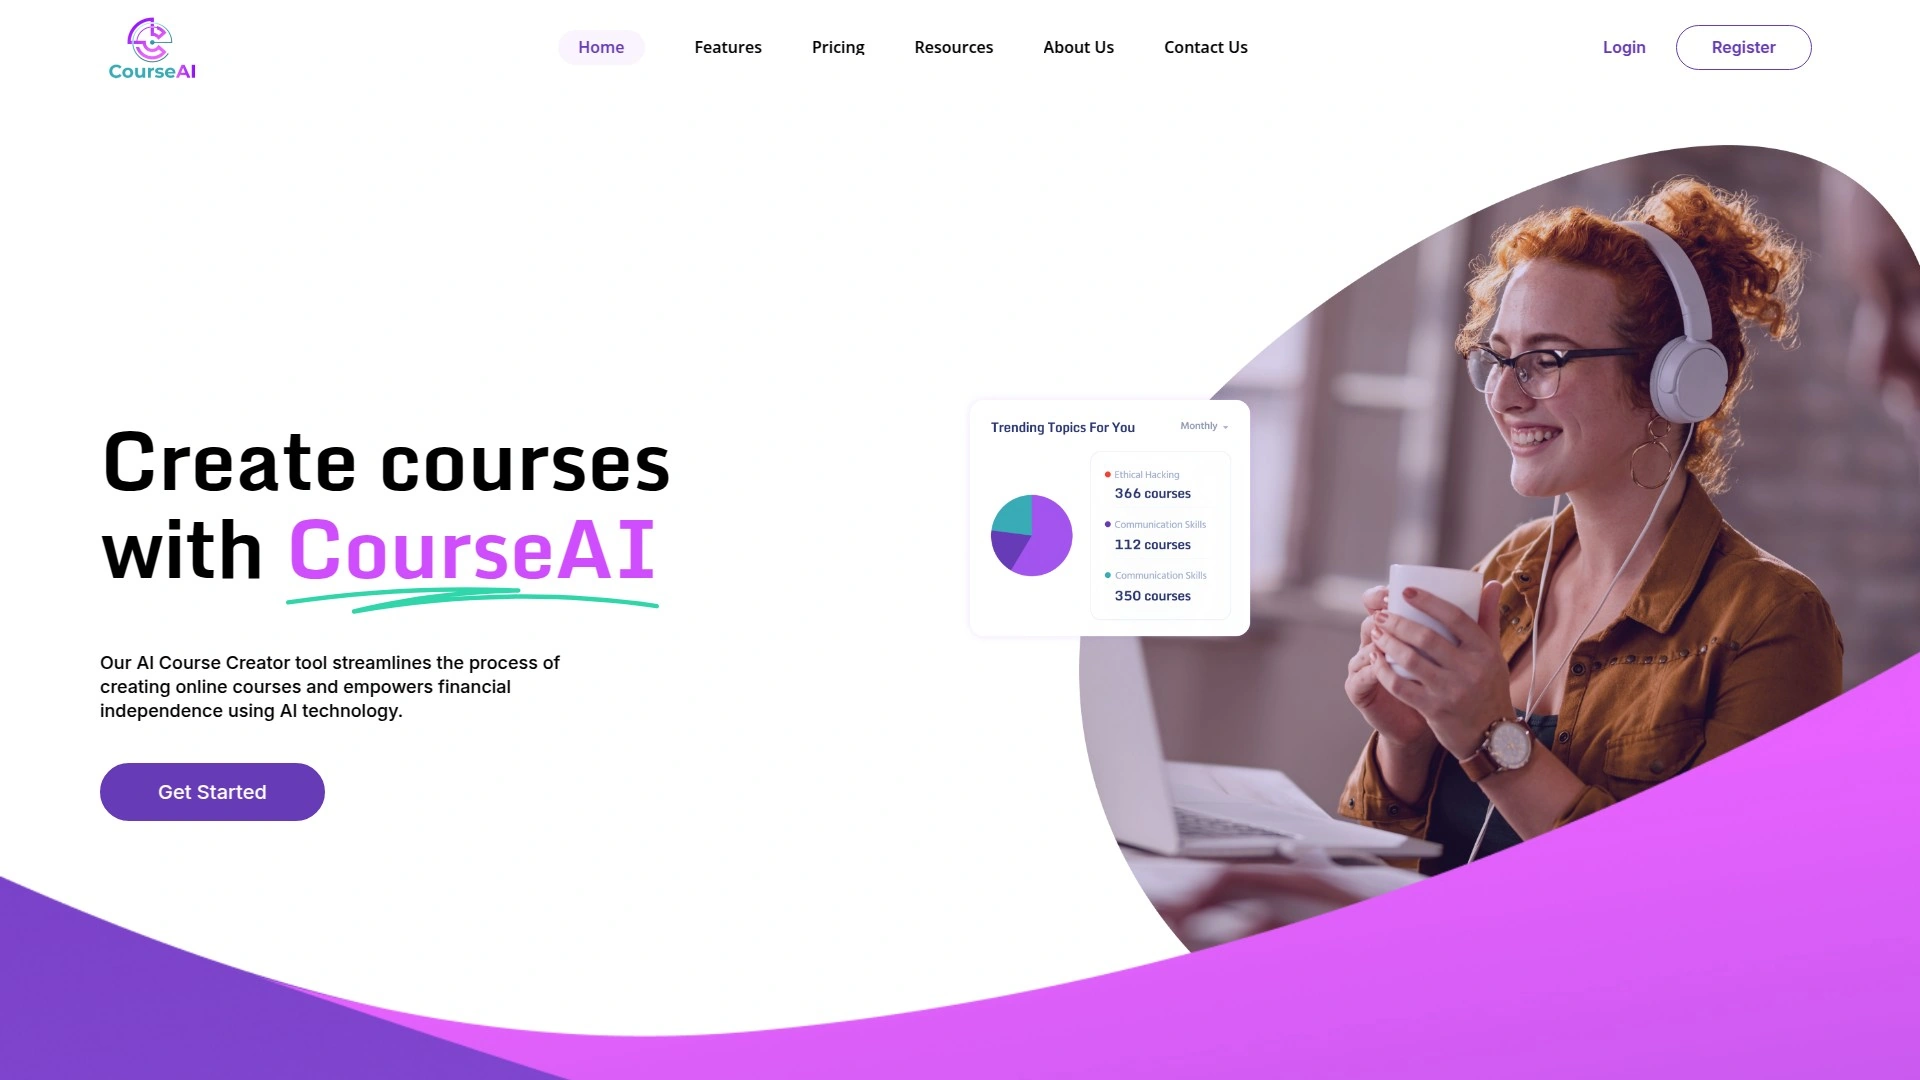 CourseAI
Home
Features
Pricing
Resources
About Us
Contact Us
Login
Register
Create courses
with CourseAI
Our AI Course Creator tool streamlines the process of
creating online courses and empowers financial
independence using AI technology.
Get Started
Trending Topics For You
Monthly
Ethical Hacking
366 courses
Communication Skills
112 courses
Communication Skills
350 courses